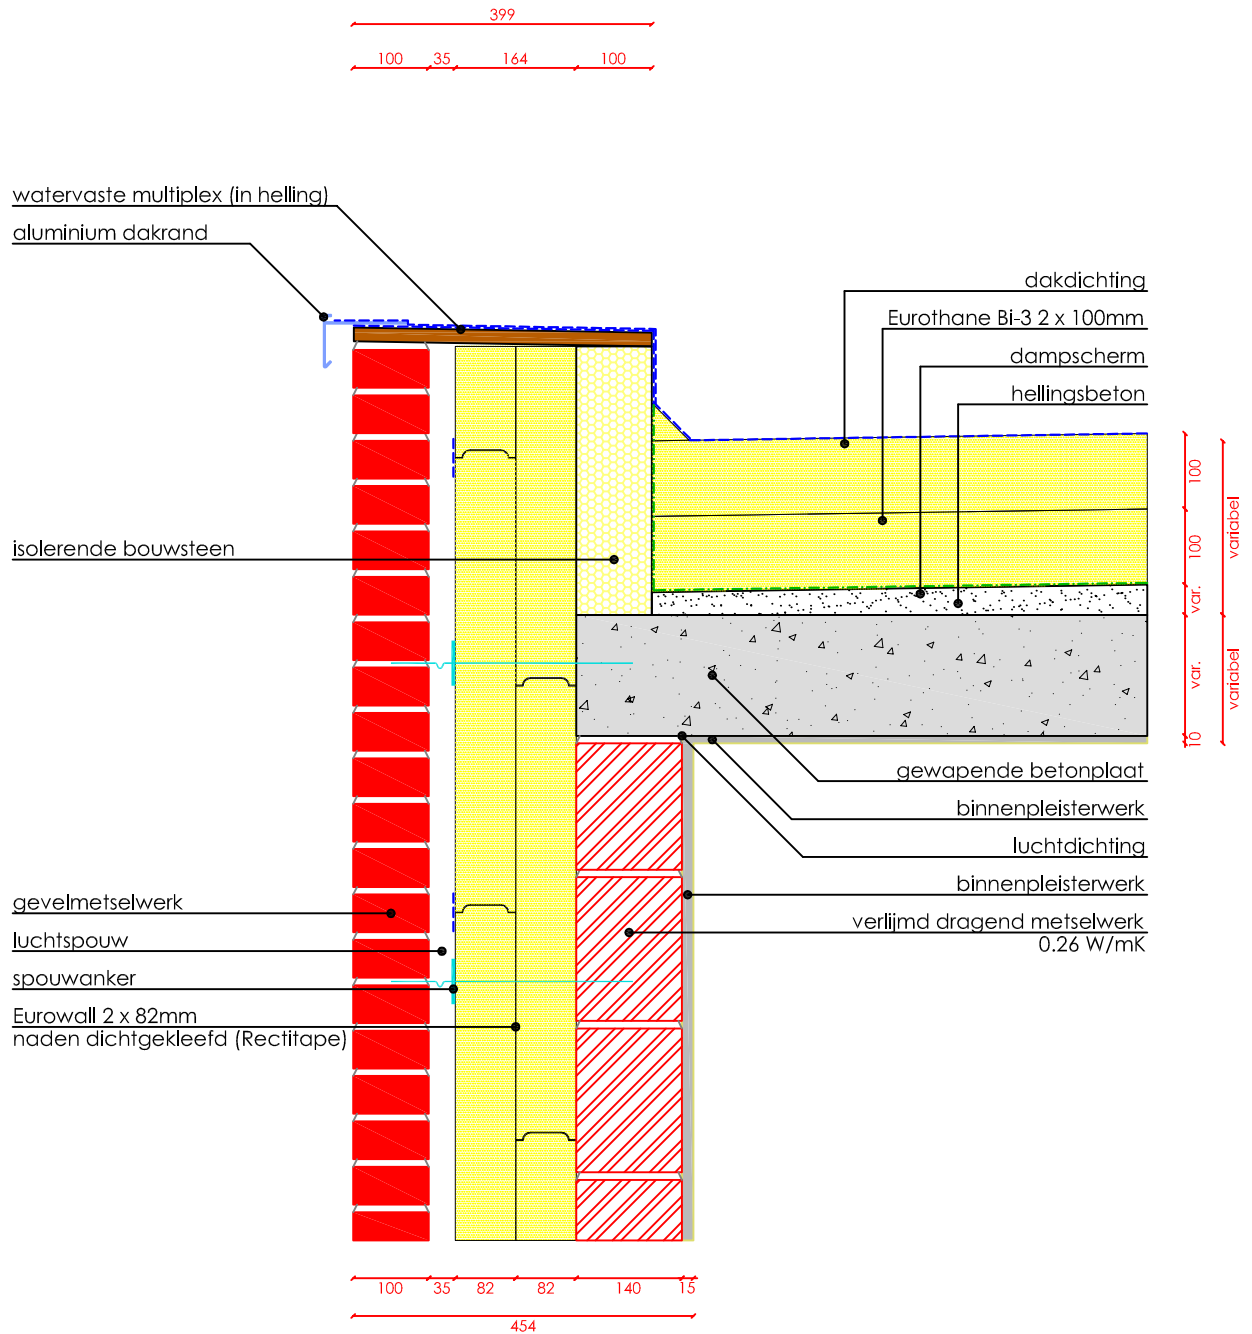 399
100 35 164 100
watervaste multiplex (in helling)
aluminium dakrand
dakdichting
Eurothane Bi-3 2 x 100mm
dampscherm
hellingsbeton
100
variabel
100
isolerende bouwsteen
var.
var.
variabel
10
gewapende betonplaat
binnenpleisterwerk
luchtdichting
binnenpleisterwerk
gevelmetselwerk
verlijmd dragend metselwerk
0.26 W/mK
luchtspouw
spouwanker
Eurowall 2 x 82mm
naden dichtgekleefd (Rectitape)
100 35 82 82 140 15
454